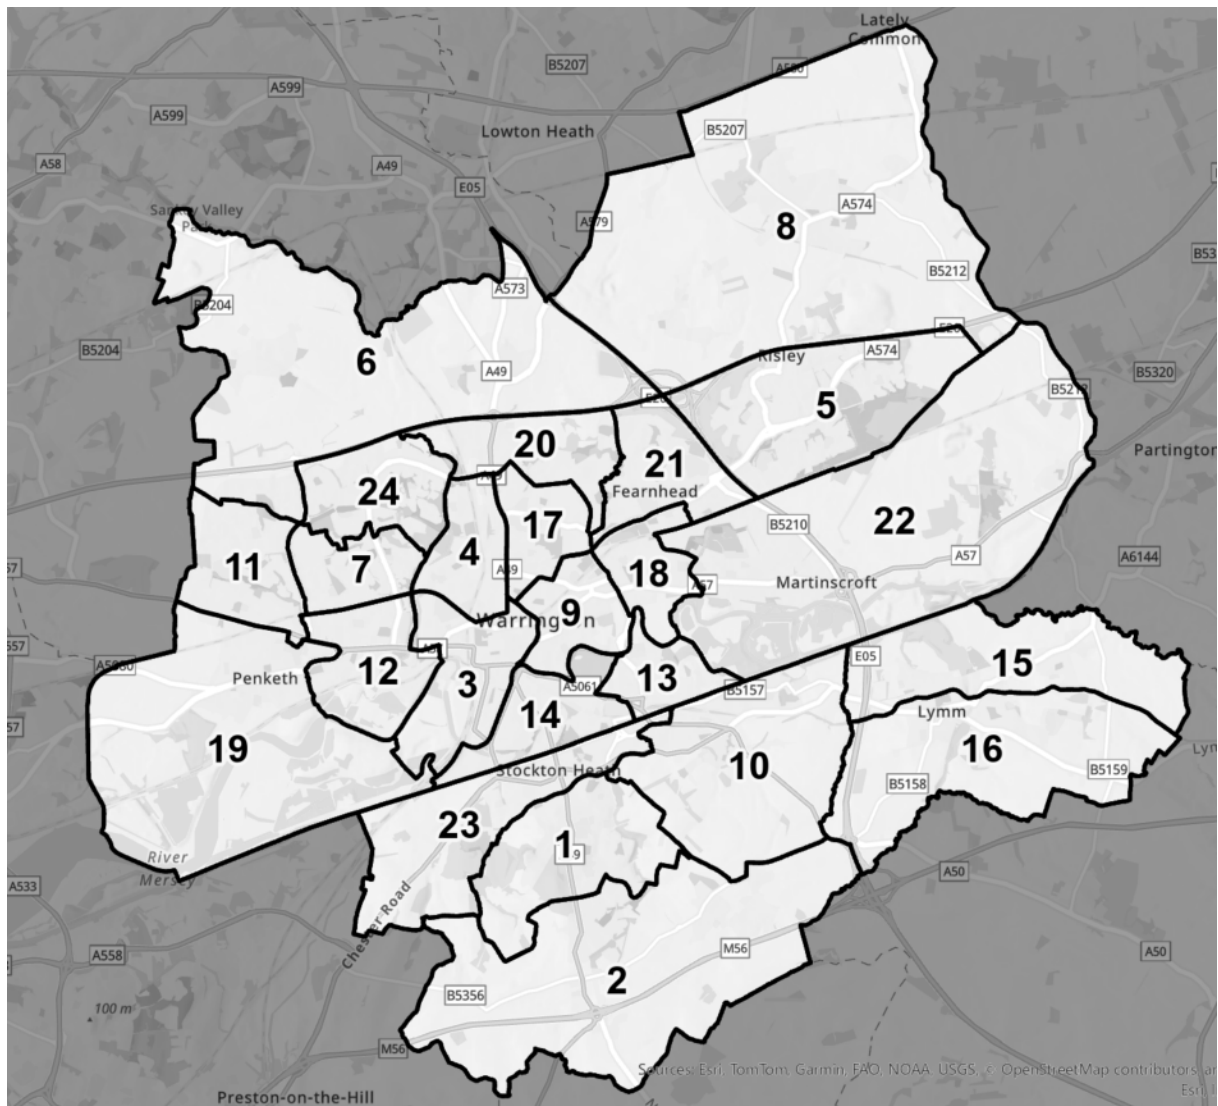 Lately
Common
B5207
A580
A599
A599
B5207
Lowton Heath
A58
A49
E05
A574
Sankey Valley
A579
8
B5212
A573
B5204
B5204
6
Risley
A574
A49
B5320
5
20
Partington
21
24
Fearnhead
17
22
B5210
4
A57
A6144
11
7
18
Martinscroft
9
Warrington
E05
15
Penketh
12
3
13
A5061
B5157
Lymm
14
19
10
16
Stockton Heath
B5159
B5158
23
1
River
Mersey
A50
A533
Chester Road
A558
M56
A50
2
B5356
100 m
M56
Sources: Esri, TomTom, Garmin, FAO, NOAA, USGS, © OpenStreetMap contributors
Esri
Preston-on-the-Hill